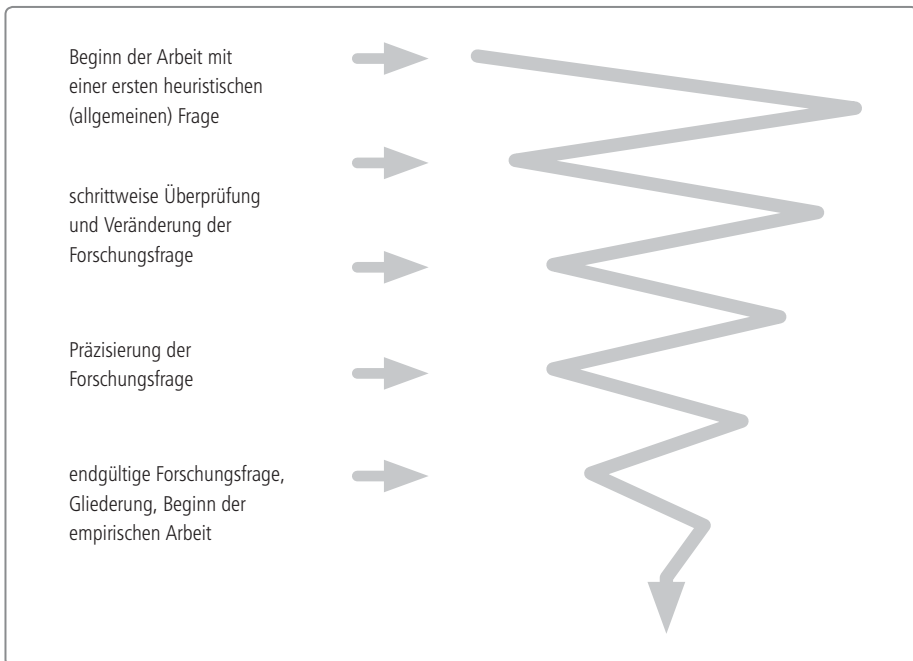 Beginn der Arbeit mit
einer ersten heuristischen
(allgemeinen) Frage
schrittweise Überprüfung
und Veränderung der
Forschungsfrage
Präzisierung der
Forschungsfrage
endgültige Forschungsfrage,
Gliederung, Beginn der
empirischen Arbeit